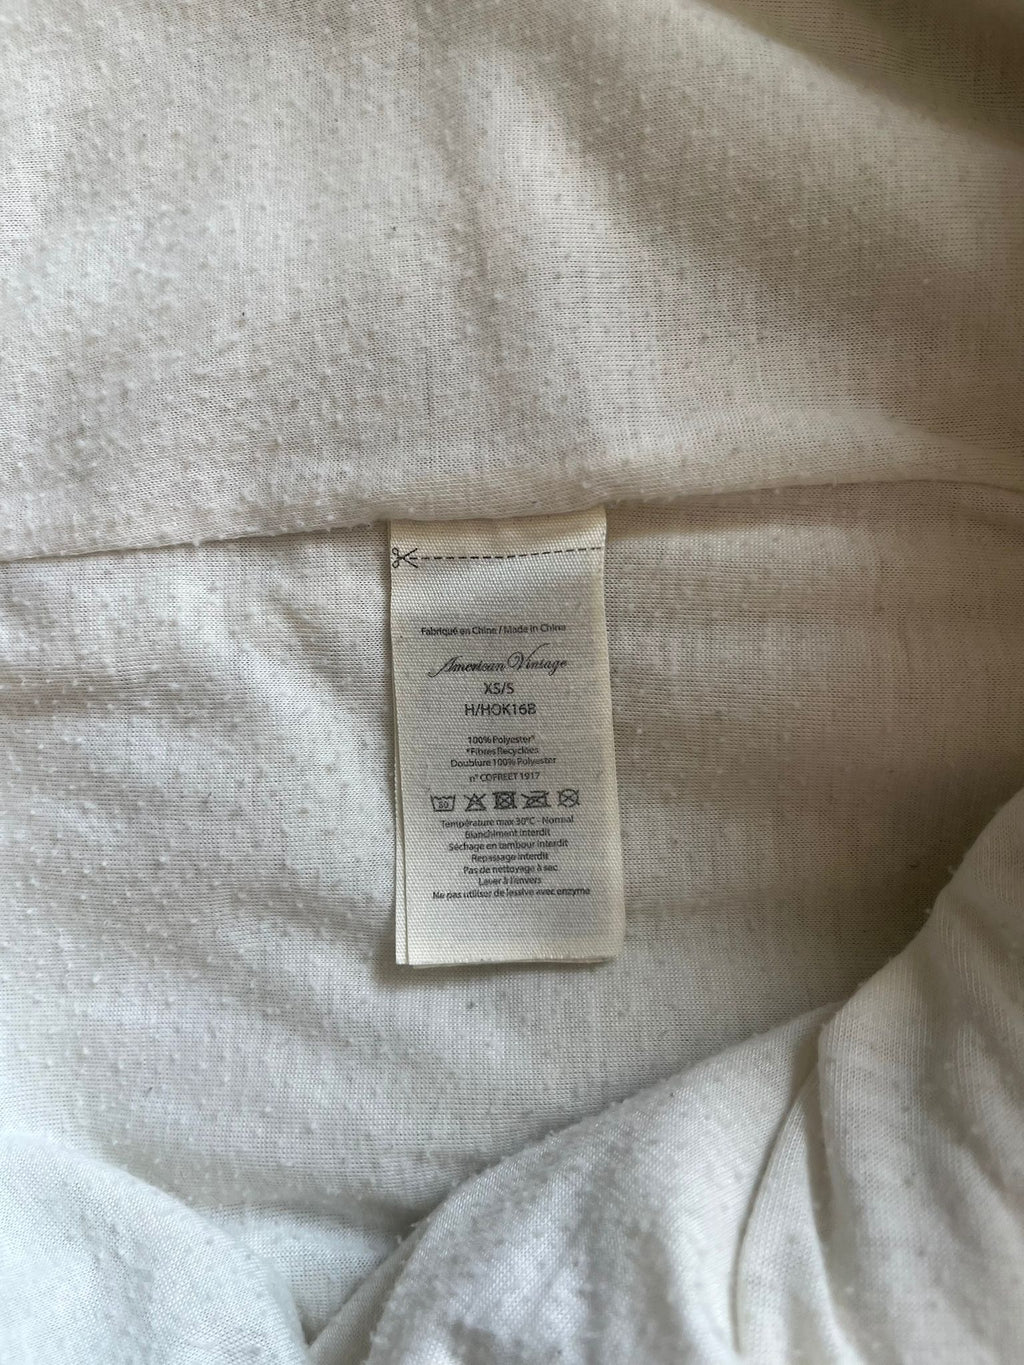 Fabriqué en Chine / Made in China
American Vintage
XS/S
H/HOK16B
100% Polyester*
*Fibres Recyclées
Doublure 100% Polyester
n° COFREET 1917
30
Température max 30°C - Normal
Blanchiment interdit
Séchage en tambour interdit
Repassage interdit
Pas de nettoyage à sec
Laver à l'envers
Ne pas utiliser de lessive avec enzyme